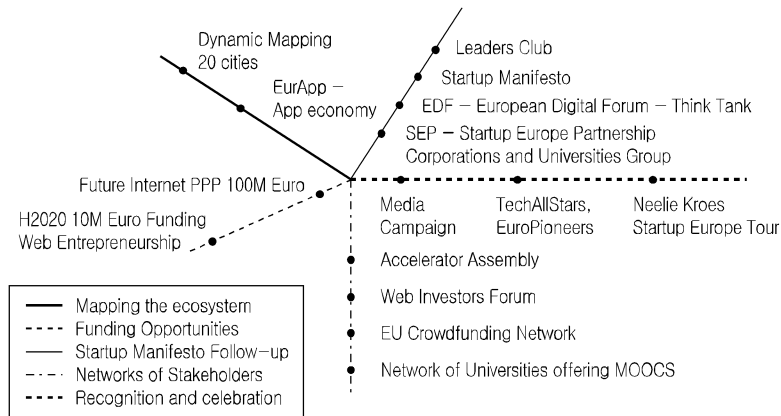 Dynamic Mapping
20 cities
EurApp – 
App economy
Leaders Club
Startup Manifesto
EDF – European Digital Forum – Think Tank
SEP – Startup Europe Partnership
Corporations and Universities Group
Future Internet PPP 100M Euro
H2020 10M Euro Funding
Web Entrepreneurship
Media
Campaign
TechAllStars,
EuroPioneers
Neelie Kroes
Startup Europe Tour
Accelerator Assembly
Web Investors Forum
EU Crowdfunding Network
Network of Universities offering MOOCS
Mapping the ecosystem
Funding Opportunities
Startup Manifesto Follow-up
Networks of Stakeholders
Recognition and celebration